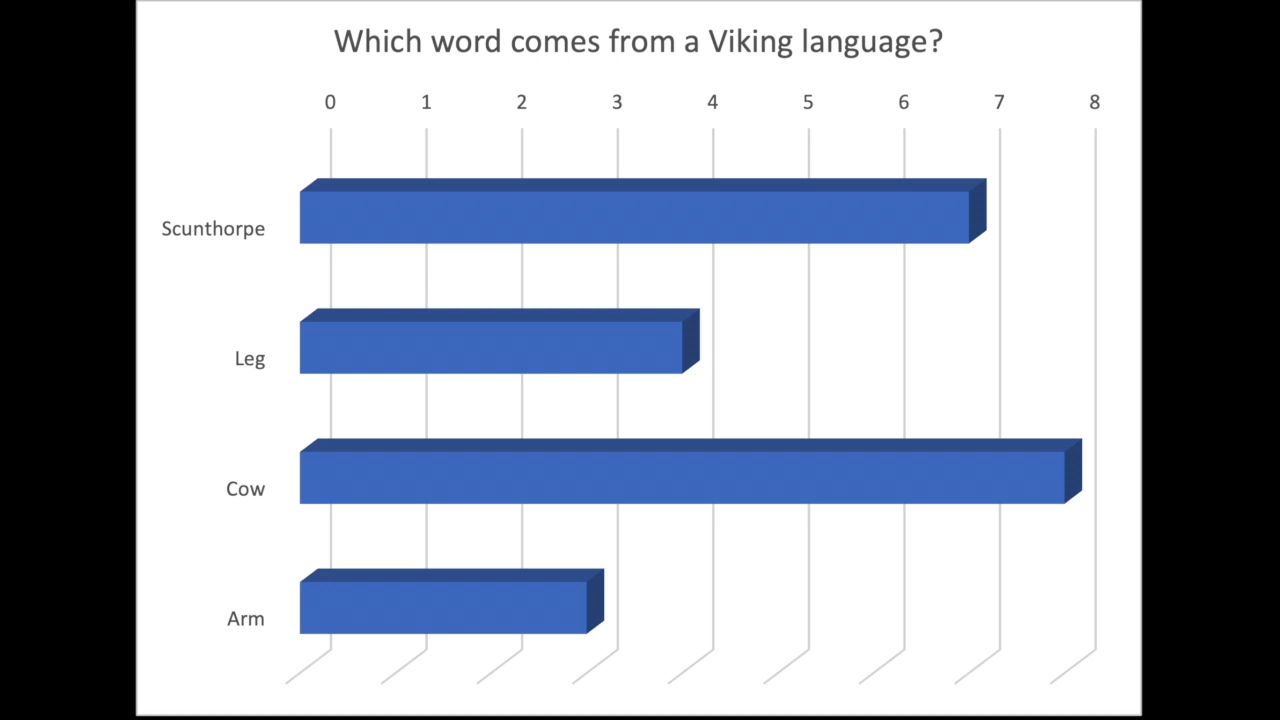 Which word comes from a Viking language?
0 1 2 3 4 5 6 7 8
Scunthorpe
Leg
Cow
Arm